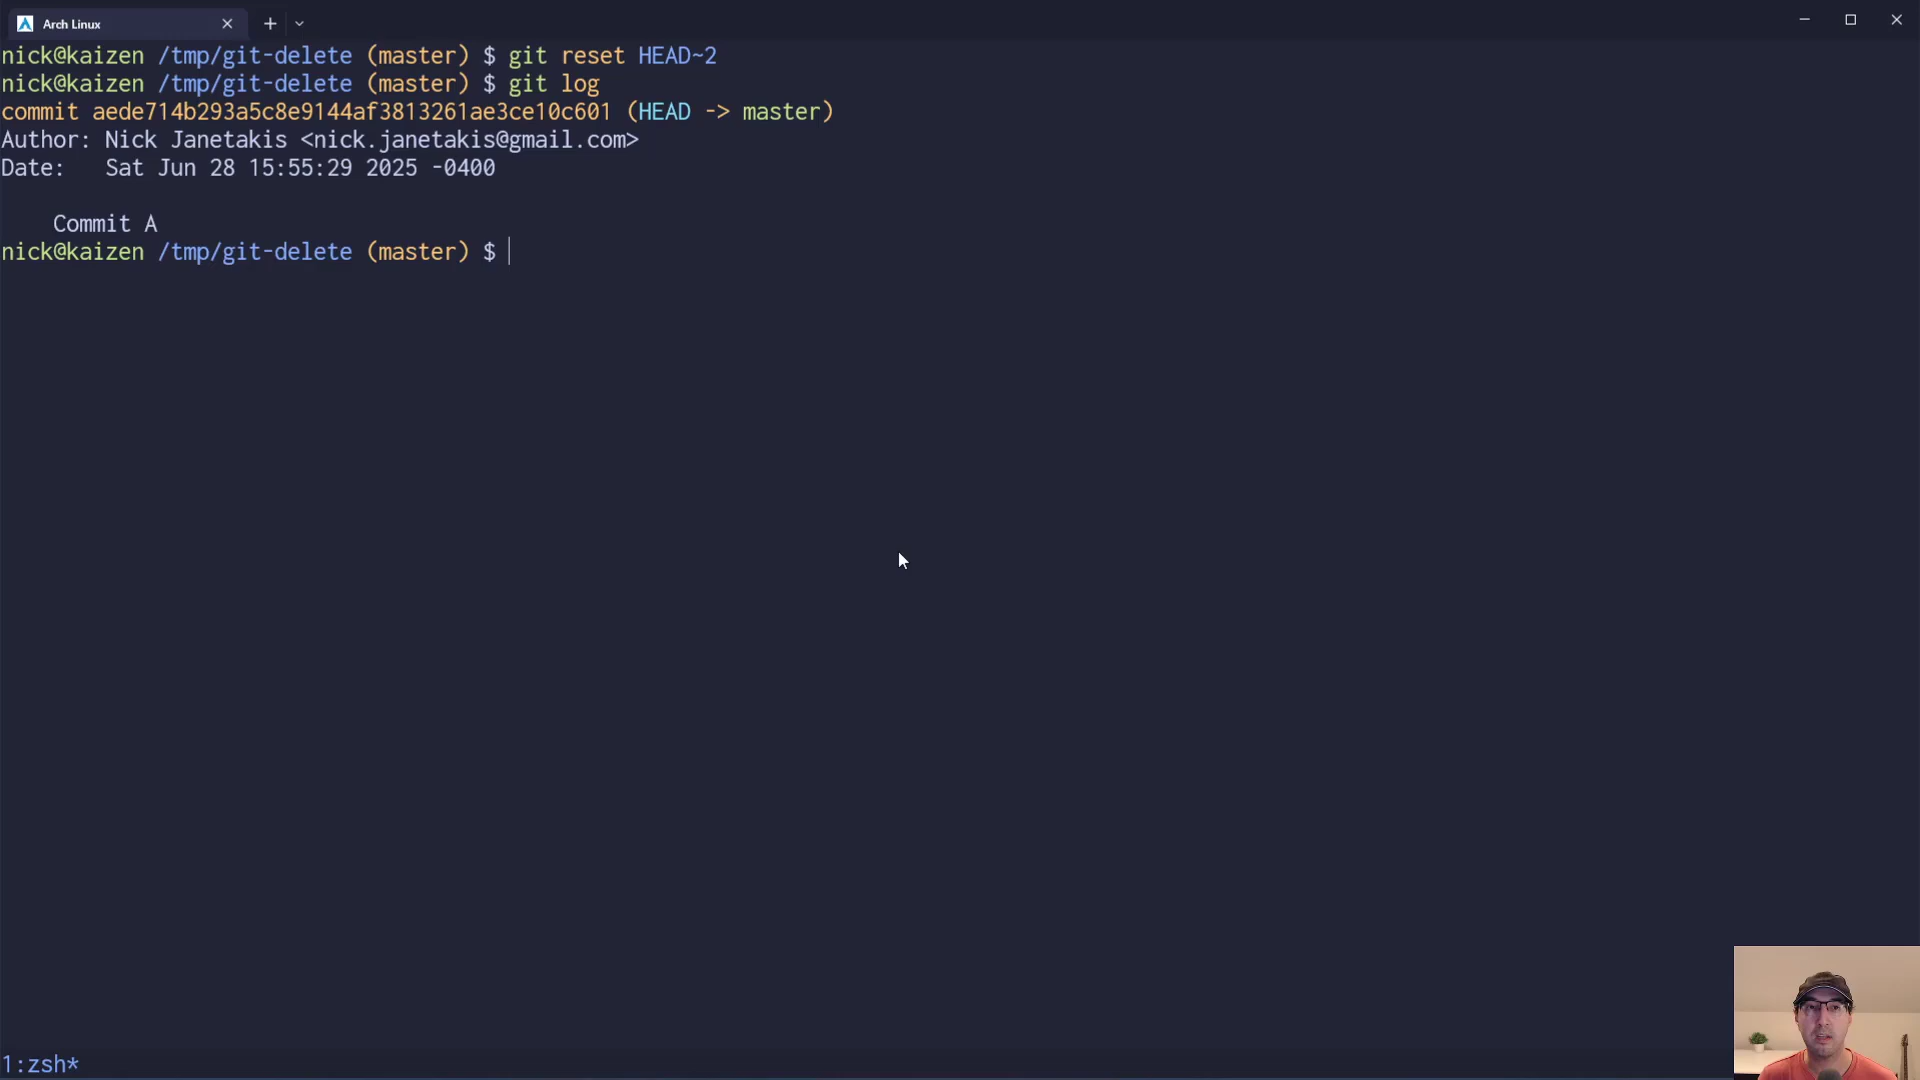 Arch Linux
nick@kaizen /tmp/git-delete (master) $ git reset HEAD~2
nick@kaizen /tmp/git-delete (master) $ git log
commit aede714b293a5c8e9144af3813261ae3ce10c601 (HEAD -> master)
Author: Nick Janetakis <nick.janetakis@gmail.com>
Date:   Sat Jun 28 15:55:29 2025 -0400
    Commit A
nick@kaizen /tmp/git-delete (master) $
1:zsh*